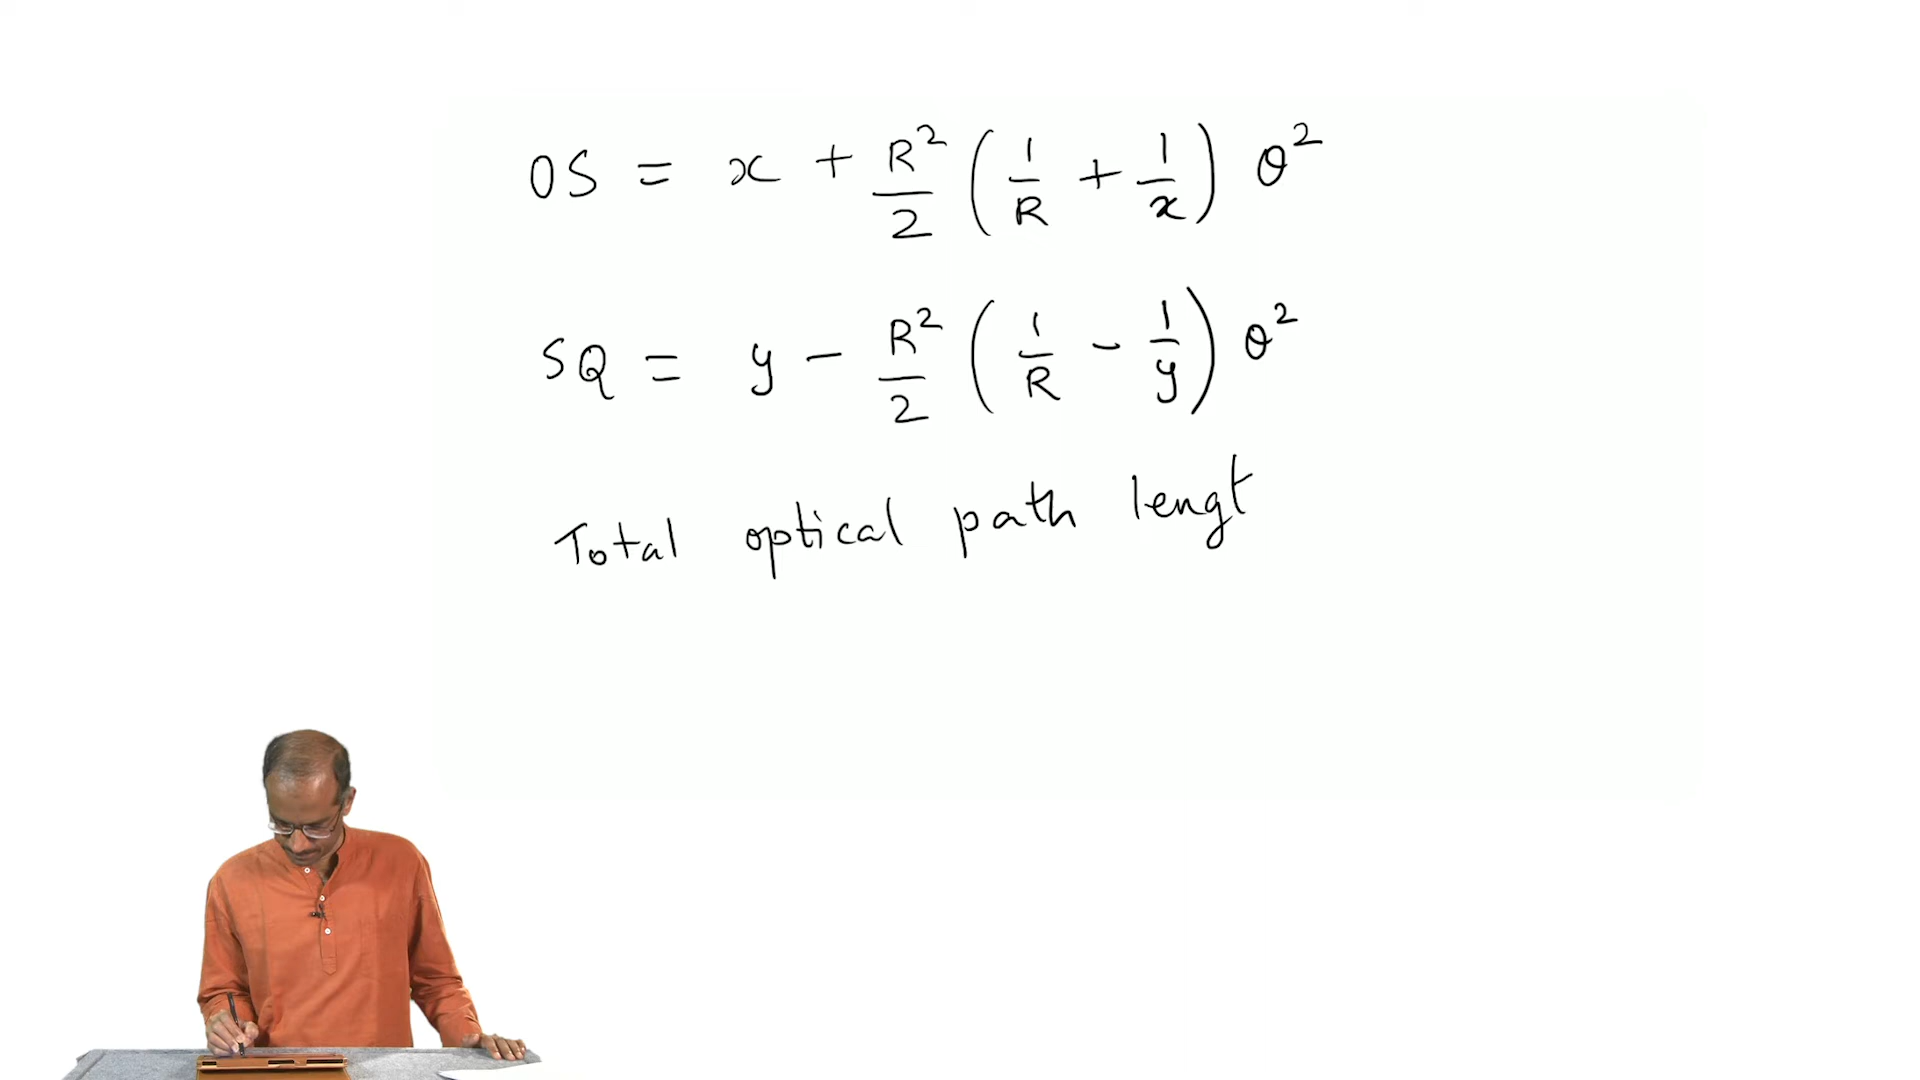 OS = x + R²/2 (1/R + 1/x) θ²
SQ = y − R²/2 (1/R − 1/y) θ²
Total optical path lengt